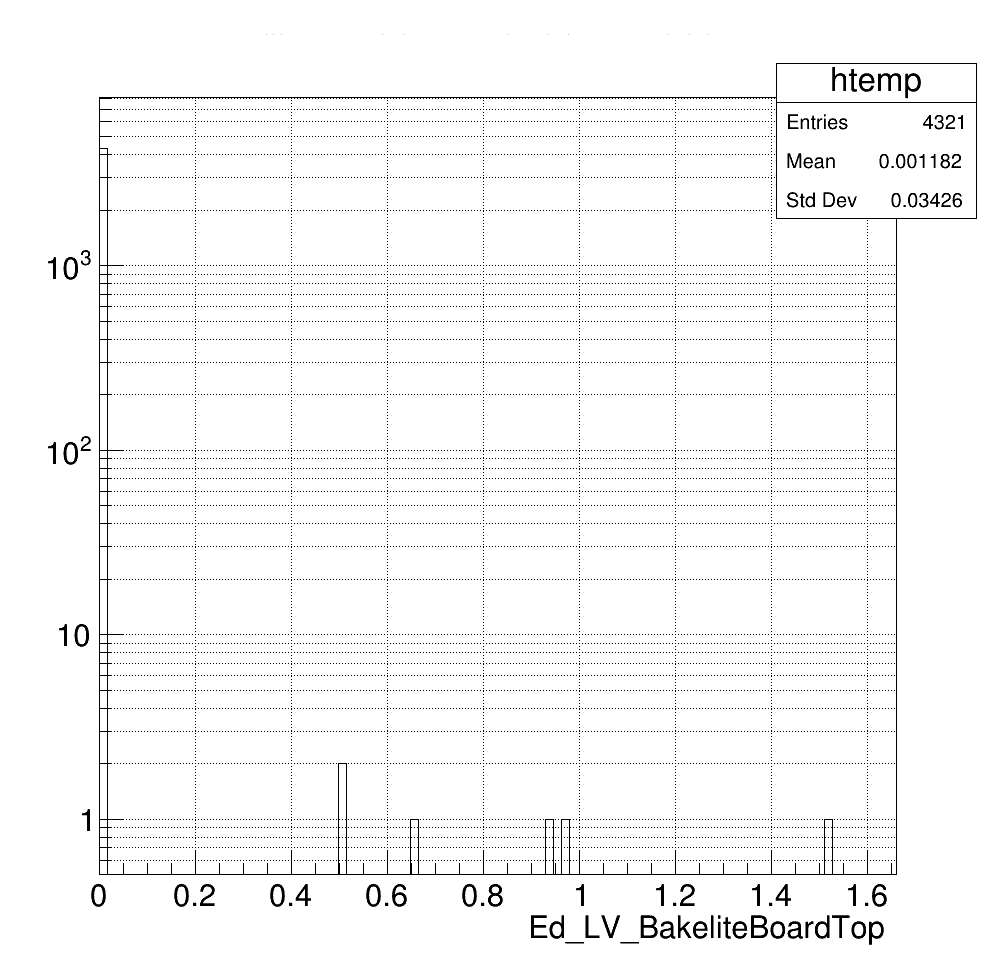 htemp
Entries 4321
Mean 0.001182
Std Dev 0.03426
10³
10²
10
1
0 0.2 0.4 0.6 0.8 1 1.2 1.4 1.6
Ed_LV_BakeliteBoardTop